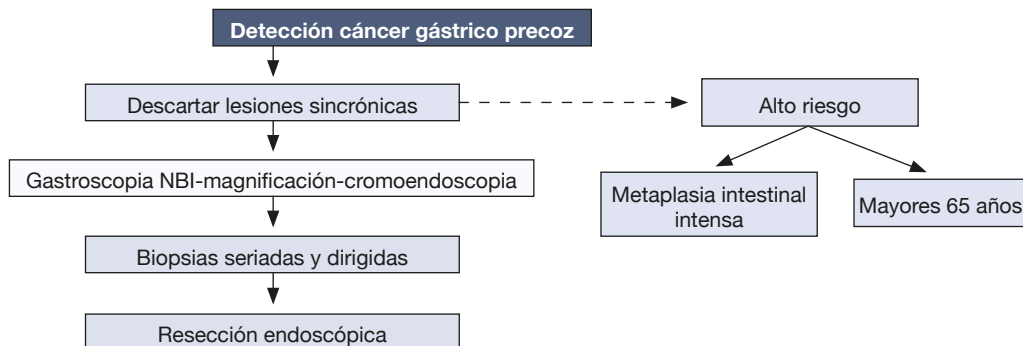 Detección cáncer gástrico precoz
Descartar lesiones sincrónicas
Alto riesgo
Gastroscopia NBI-magnificación-cromoendoscopia
Metaplasia intestinal
intensa
Mayores 65 años
Biopsias seriadas y dirigidas
Resección endoscópica